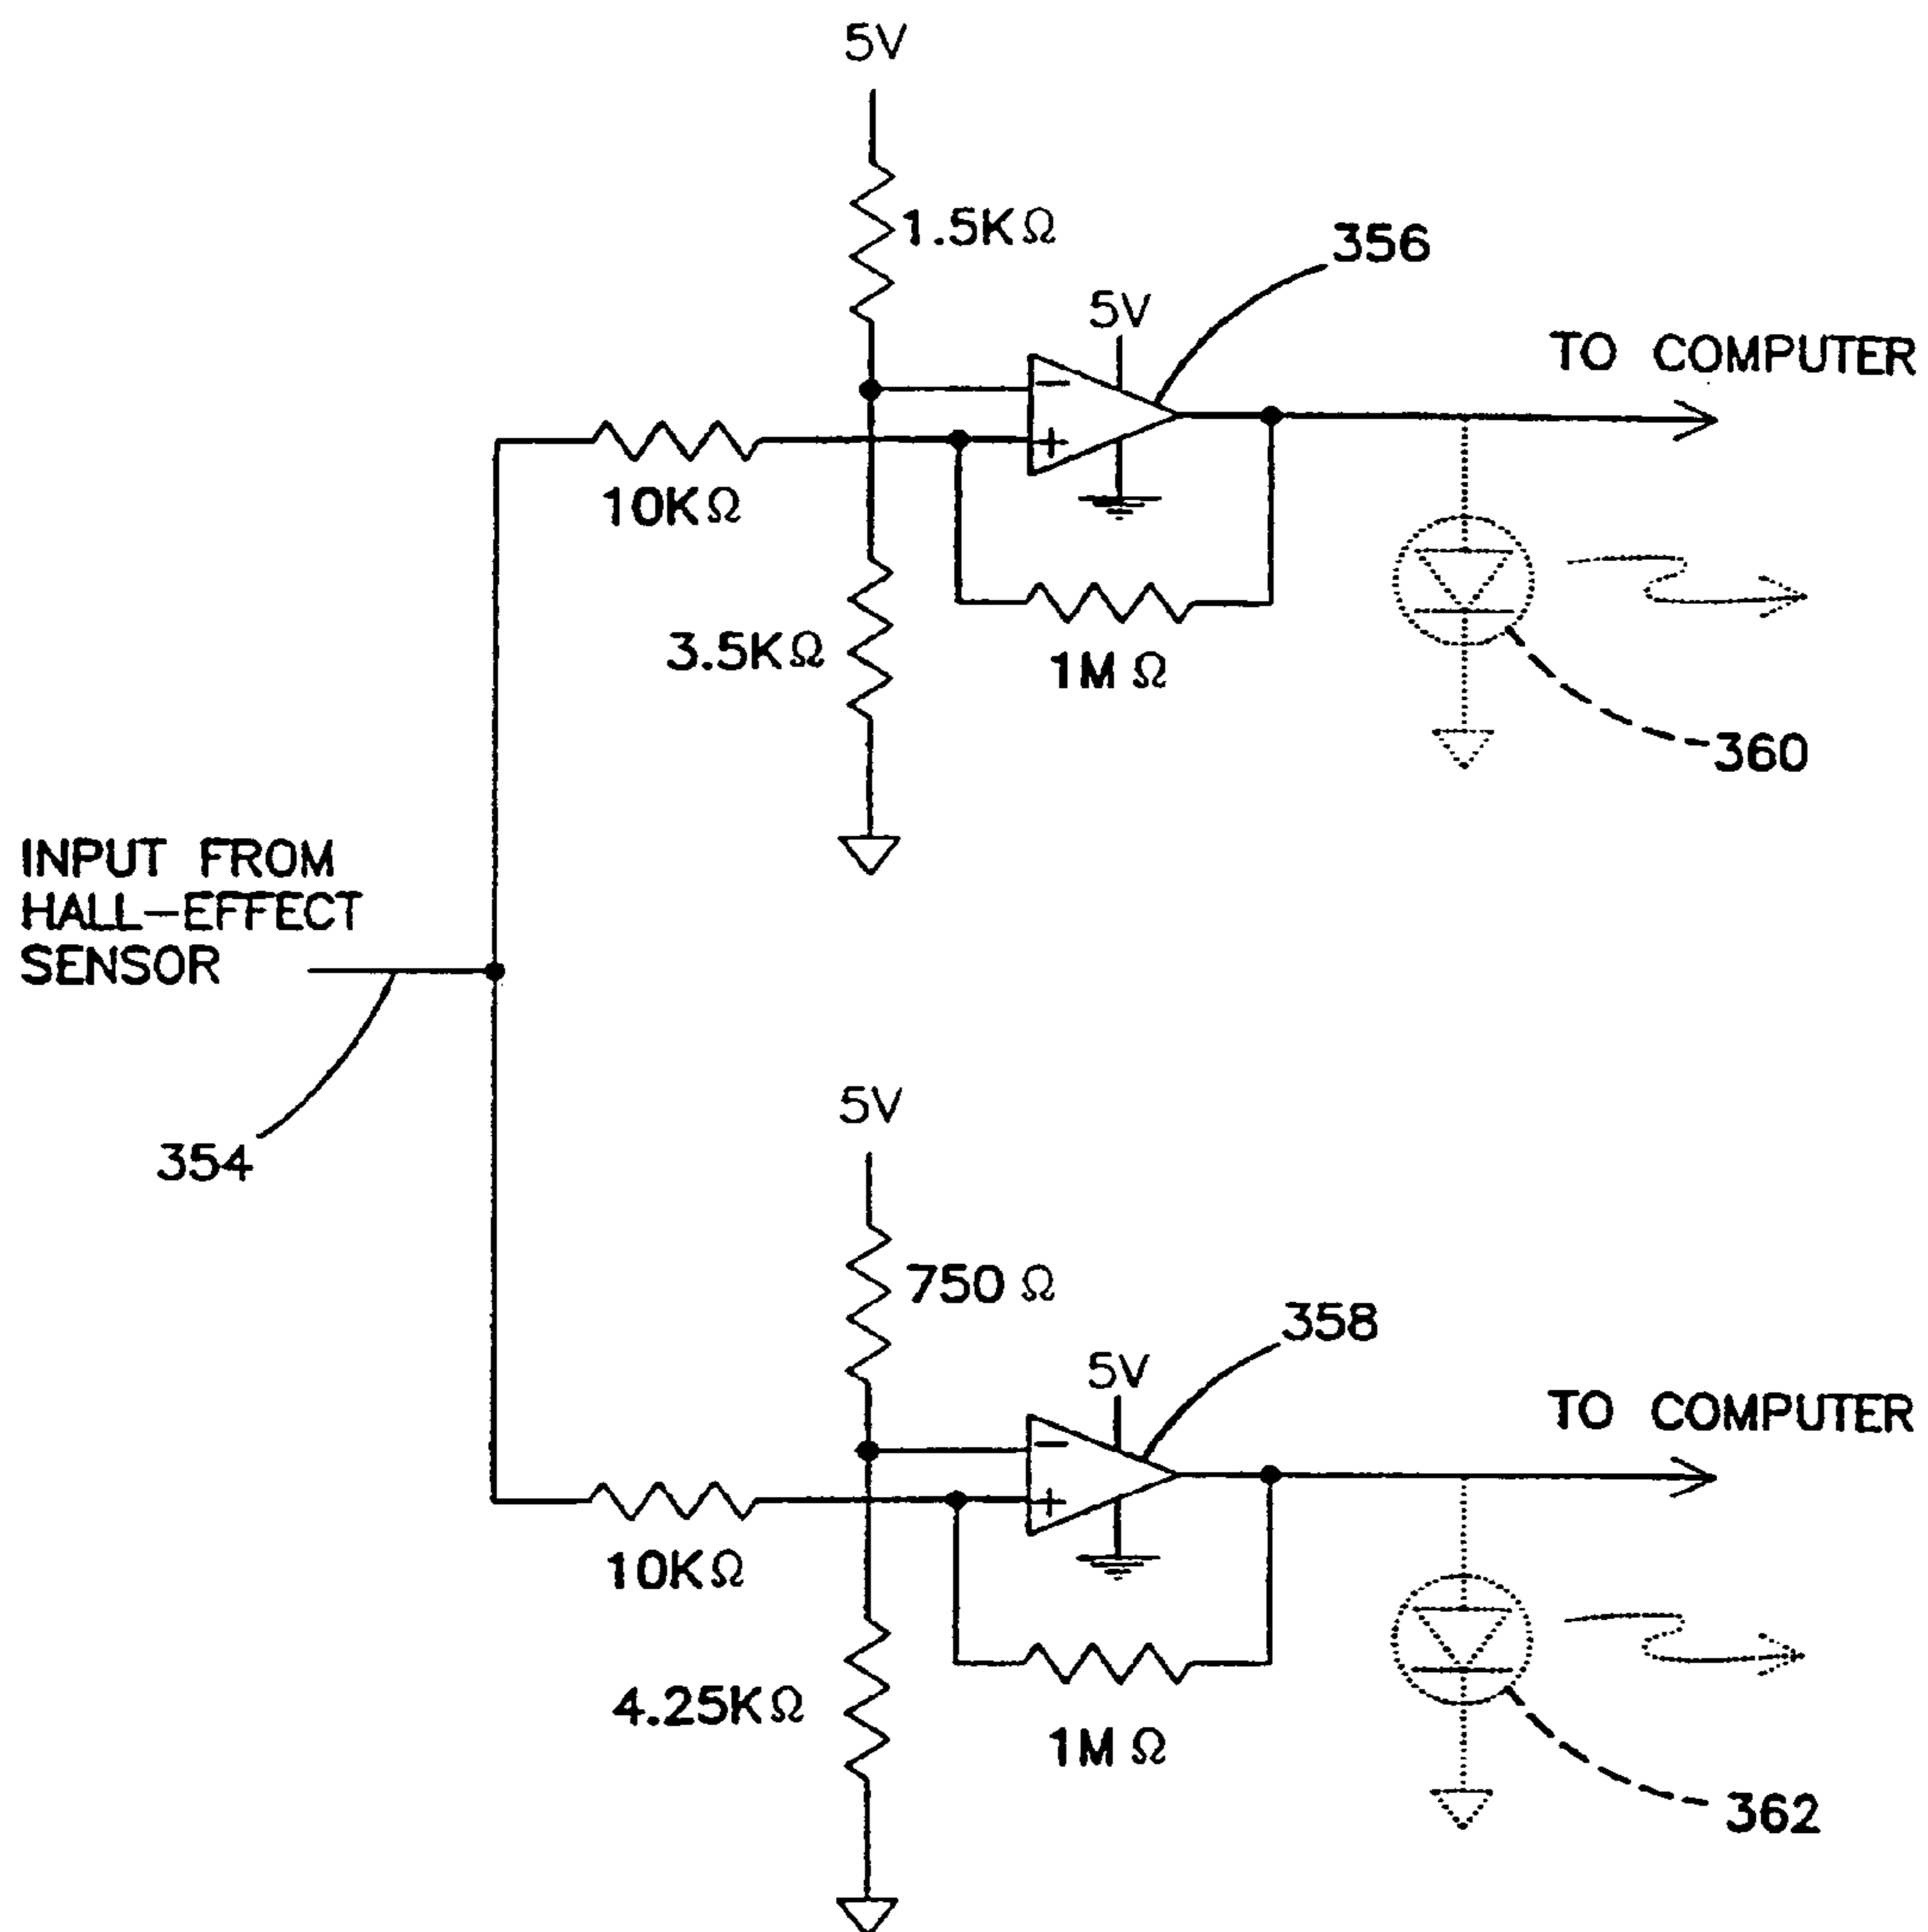 5V
1.5KΩ
356
5V
TO COMPUTER
−
+
10KΩ
3.5KΩ
1M Ω
360
INPUT FROM
HALL-EFFECT
SENSOR
354
5V
750 Ω
358
5V
TO COMPUTER
−
+
10KΩ
4.25KΩ
1M Ω
362